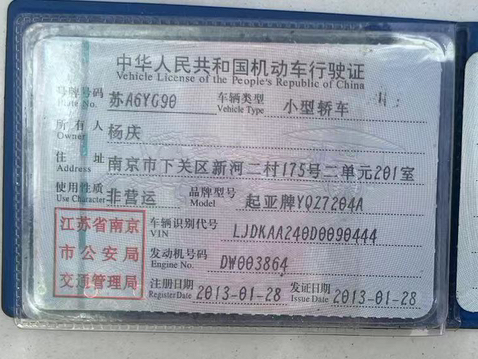 中华人民共和国机动车行驶证
Vehicle License of the People's Republic of China
号牌号码 Plate No. 苏A6YG90 车辆类型 Vehicle Type 小型轿车
所有人 Owner 杨庆
住址 Address 南京市下关区新河二村175号二单元201室
使用性质 Use Character 非营运 品牌型号 Model 起亚牌YQZ7204A
江苏省南京
市公安局
交通管理局
车辆识别代号 VIN LJDKAA240D0090444
发动机号码 Engine No. DW003864
注册日期 Register Date 2013-01-28 发证日期 Issue Date 2013-01-28